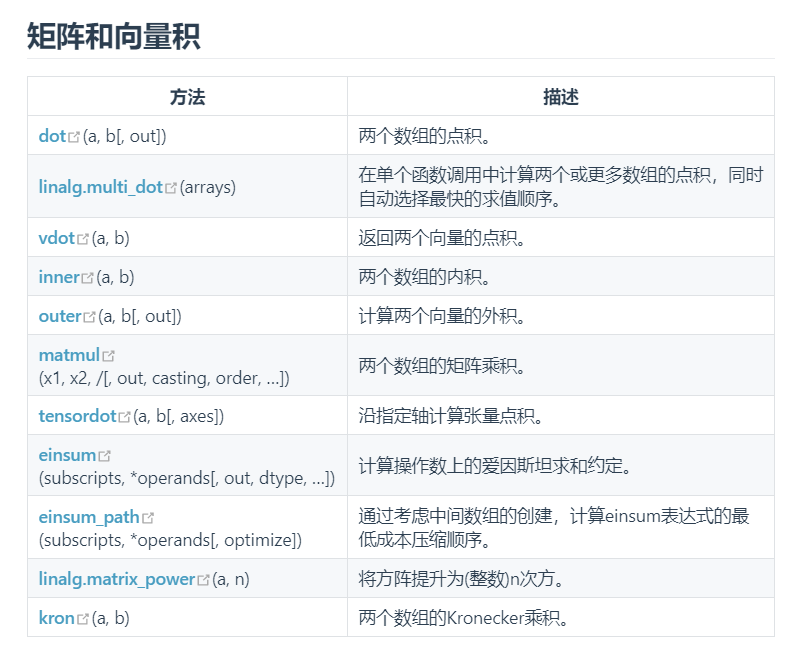 矩阵和向量积
方法 描述
dot(a, b[, out]) 两个数组的点积。
linalg.multi_dot(arrays) 在单个函数调用中计算两个或更多数组的点积，同时
自动选择最快的求值顺序。
vdot(a, b) 返回两个向量的点积。
inner(a, b) 两个数组的内积。
outer(a, b[, out]) 计算两个向量的外积。
matmul
(x1, x2, /[, out, casting, order, …]) 两个数组的矩阵乘积。
tensordot(a, b[, axes]) 沿指定轴计算张量点积。
einsum
(subscripts, *operands[, out, dtype, …]) 计算操作数上的爱因斯坦求和约定。
einsum_path
(subscripts, *operands[, optimize]) 通过考虑中间数组的创建，计算einsum表达式的最
低成本压缩顺序。
linalg.matrix_power(a, n) 将方阵提升为(整数)n次方。
kron(a, b) 两个数组的Kronecker乘积。